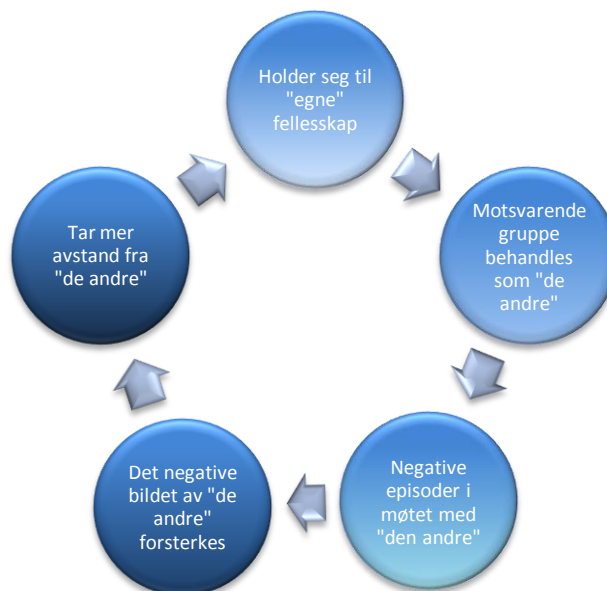 Holder seg til
"egne"
fellesskap
Motsvarende
gruppe
behandles
som "de
andre"
Negative
episoder i
møtet med
"den andre"
Det negative
bildet av "de
andre"
forsterkes
Tar mer
avstand fra
"de andre"